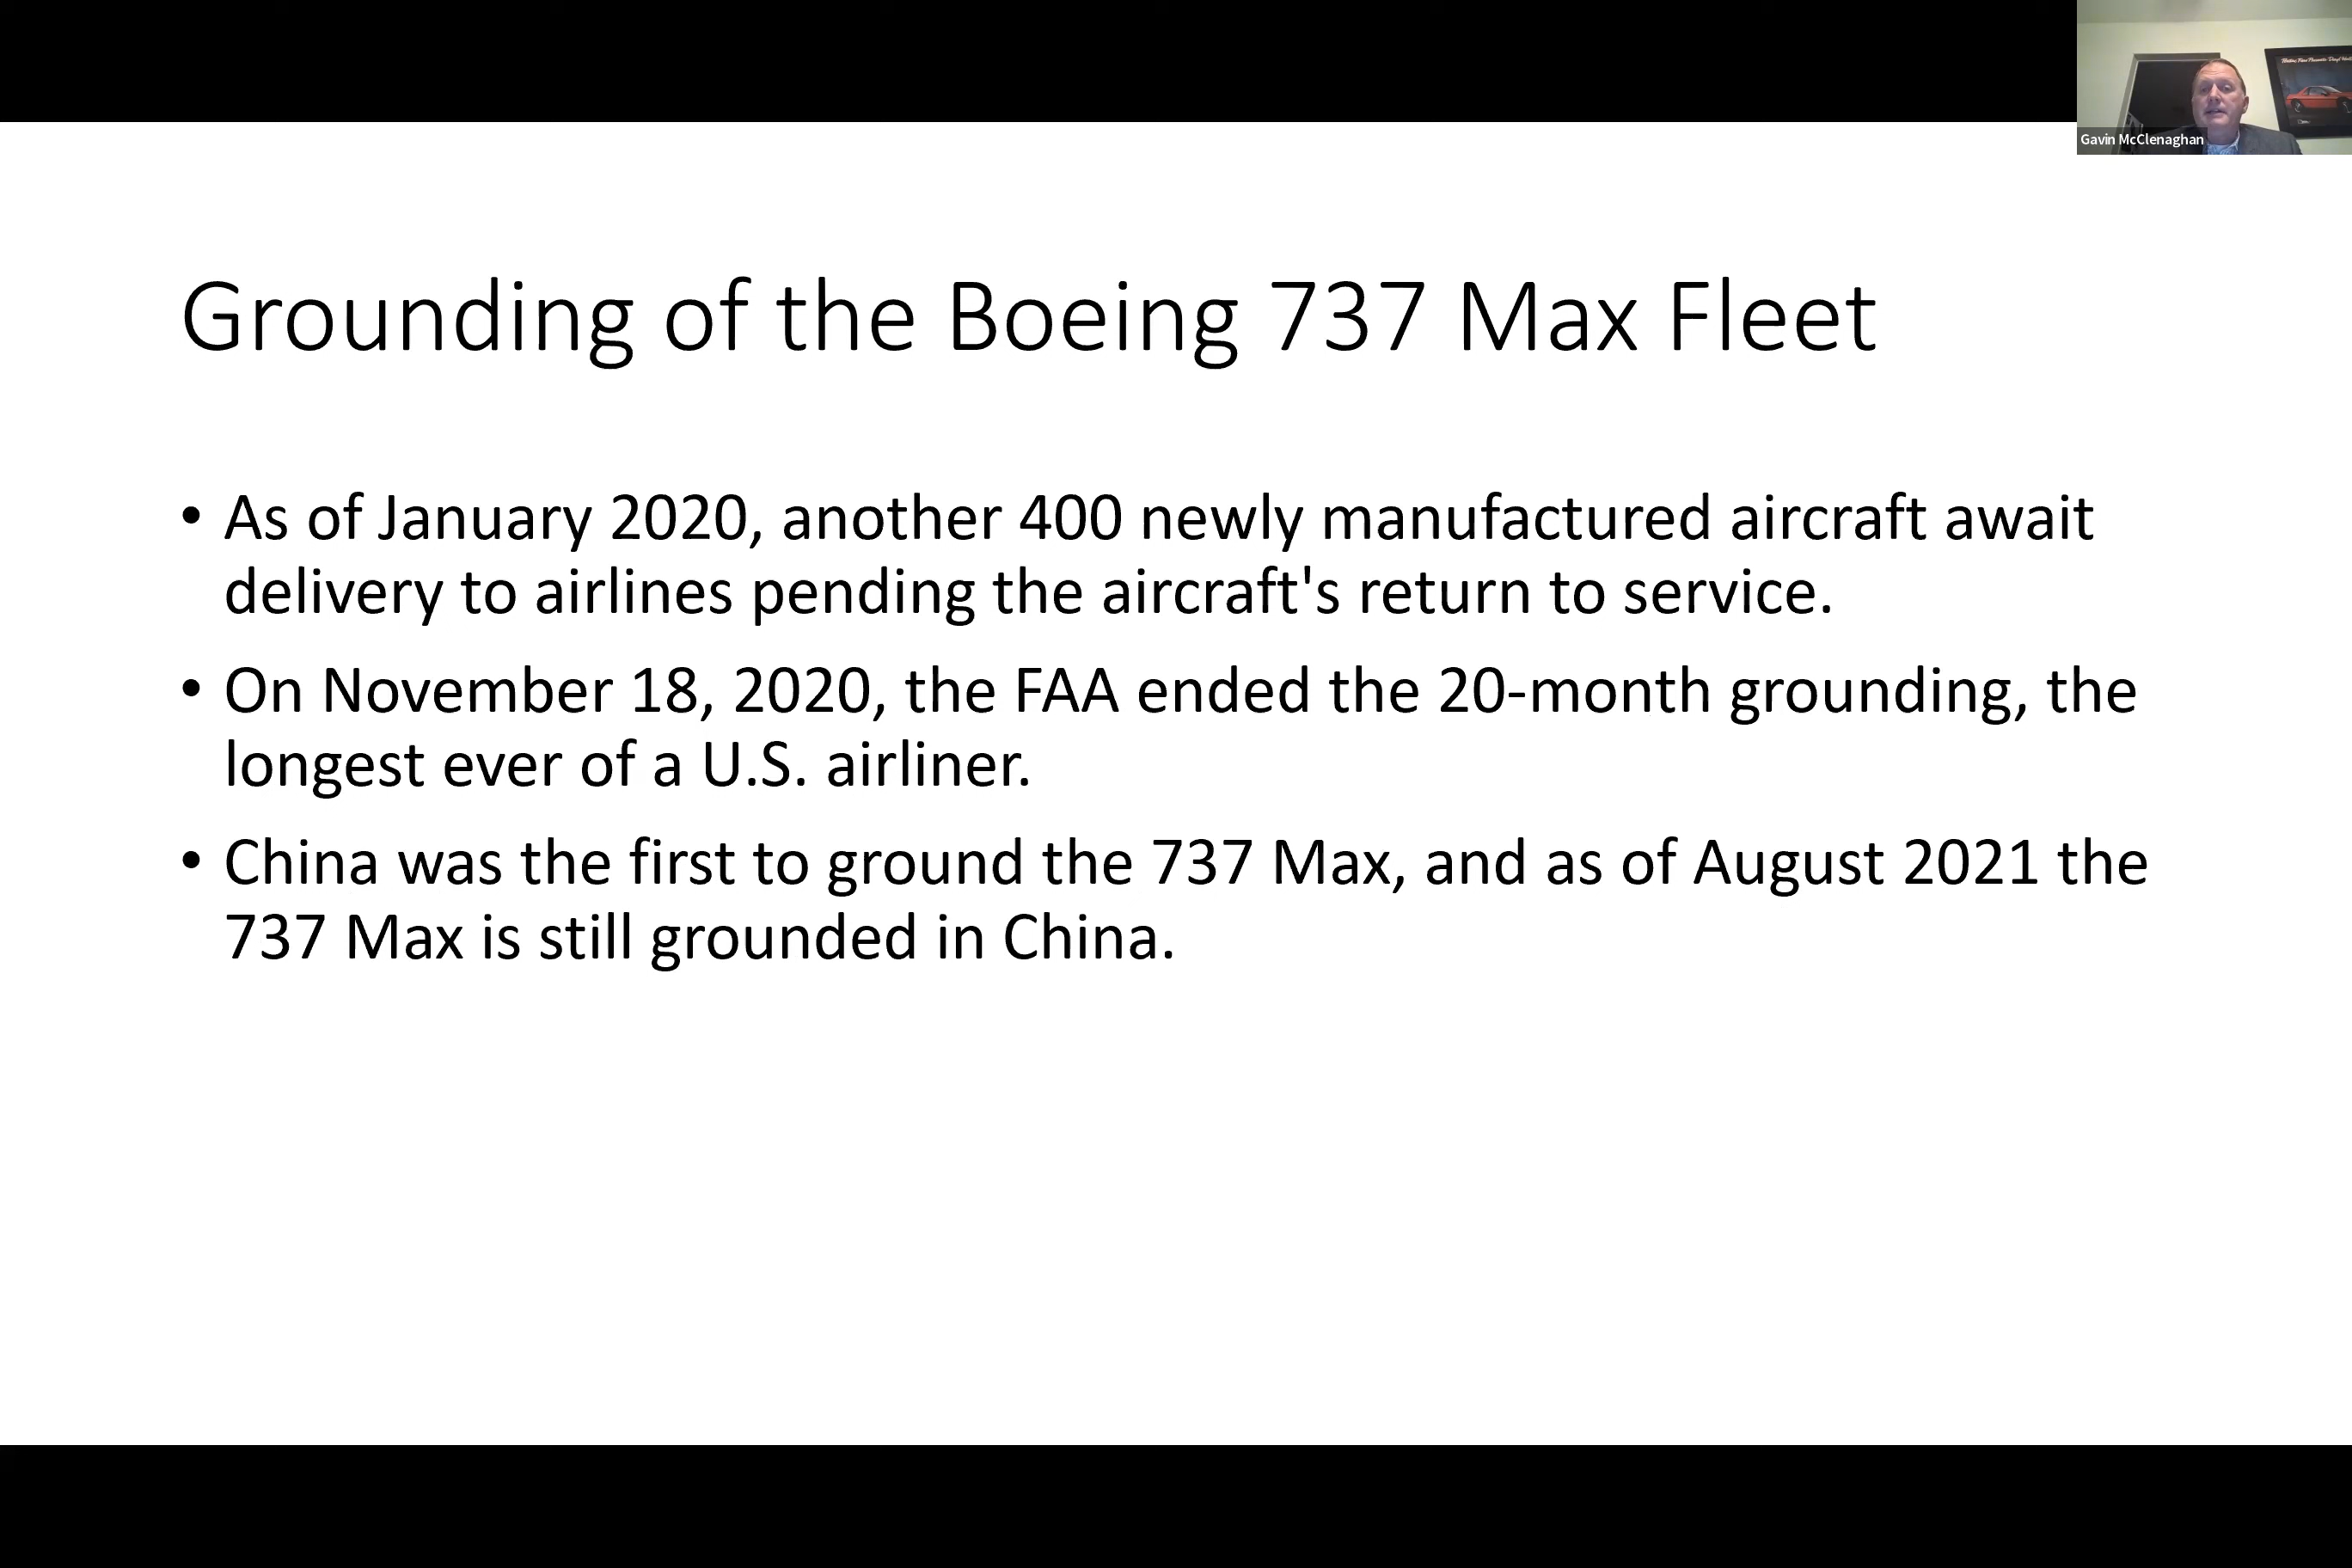 Gavin McClenaghan
Grounding of the Boeing 737 Max Fleet
• As of January 2020, another 400 newly manufactured aircraft await
delivery to airlines pending the aircraft's return to service.
• On November 18, 2020, the FAA ended the 20-month grounding, the
longest ever of a U.S. airliner.
• China was the first to ground the 737 Max, and as of August 2021 the
737 Max is still grounded in China.